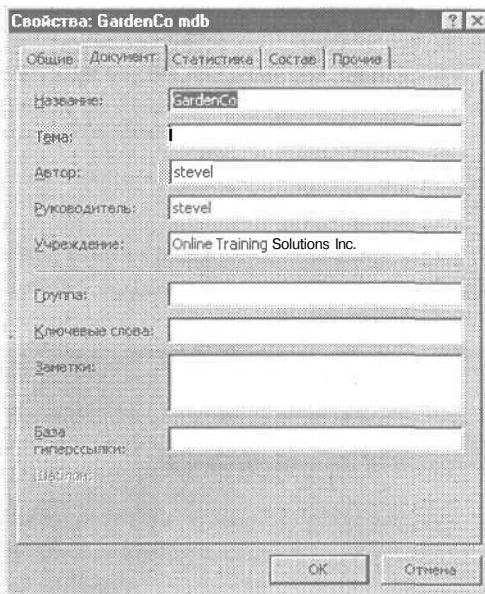 Свойства: GardenCo mdb
Общие Документ Статистика Состав Прочие
Название: GardenCo
Тема:
Автор: stevel
Руководитель: stevel
Учреждение: Online Training Solutions Inc.
Группа:
Ключевые слова:
Заметки:
База
гиперссылки:
Шаблон:
OK Отмена